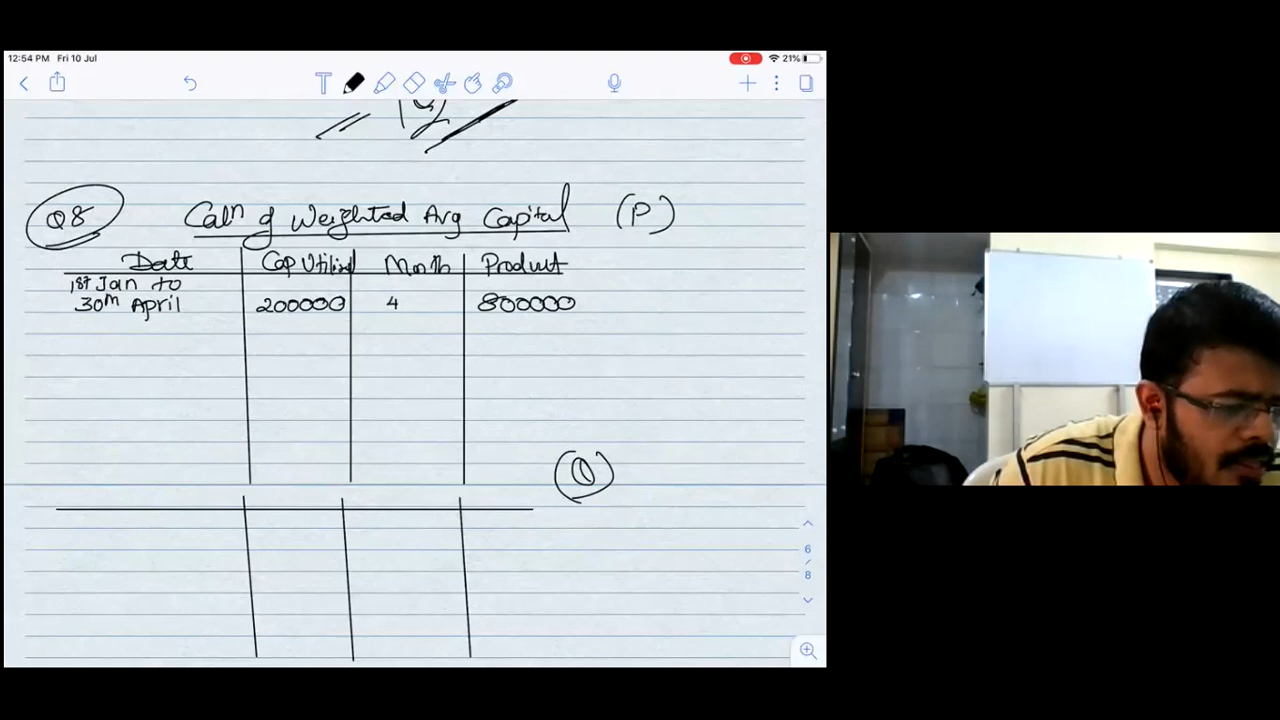 12:54 PM Fri 10 Jul 21%
T
Q8 Calⁿ of Weighted Avg Capital (P)
Date Cap Utilised Month Product
1st Jan to
30th April 200000 4 800000
(Q)
6
/
8